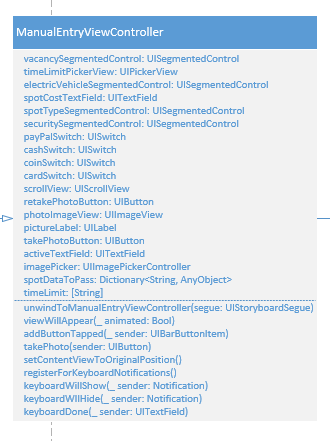 ManualEntryViewController
vacancySegmentedControl: UISegmentedControl
timeLimitPickerView: UIPickerView
electricVehicleSegmentedControl: UISegmentedControl
spotCostTextField: UITextField
spotTypeSegmentedControl: UISegmentedControl
securitySegmentedControl: UISegmentedControl
payPalSwitch: UISwitch
cashSwitch: UISwitch
coinSwitch: UISwitch
cardSwitch: UISwitch
scrollView: UIScrollView
retakePhotoButton: UIButton
photoImageView: UIImageView
pictureLabel: UILabel
takePhotoButton: UIButton
activeTextField: UITextField
imagePicker: UIImagePickerController
spotDataToPass: Dictionary<String, AnyObject>
timeLimit: [String]
unwindToManualEntryViewController(segue: UIStoryboardSegue)
viewWillAppear(_ animated: Bool)
addButtonTapped(_ sender: UIBarButtonItem)
takePhoto(sender: UIButton)
setContentViewToOriginalPosition()
registerForKeyboardNotifications()
keyboardWillShow(_ sender: Notification)
keyboardWIlHide(_ sender: Notification)
keyboardDone(_ sender: UITextField)